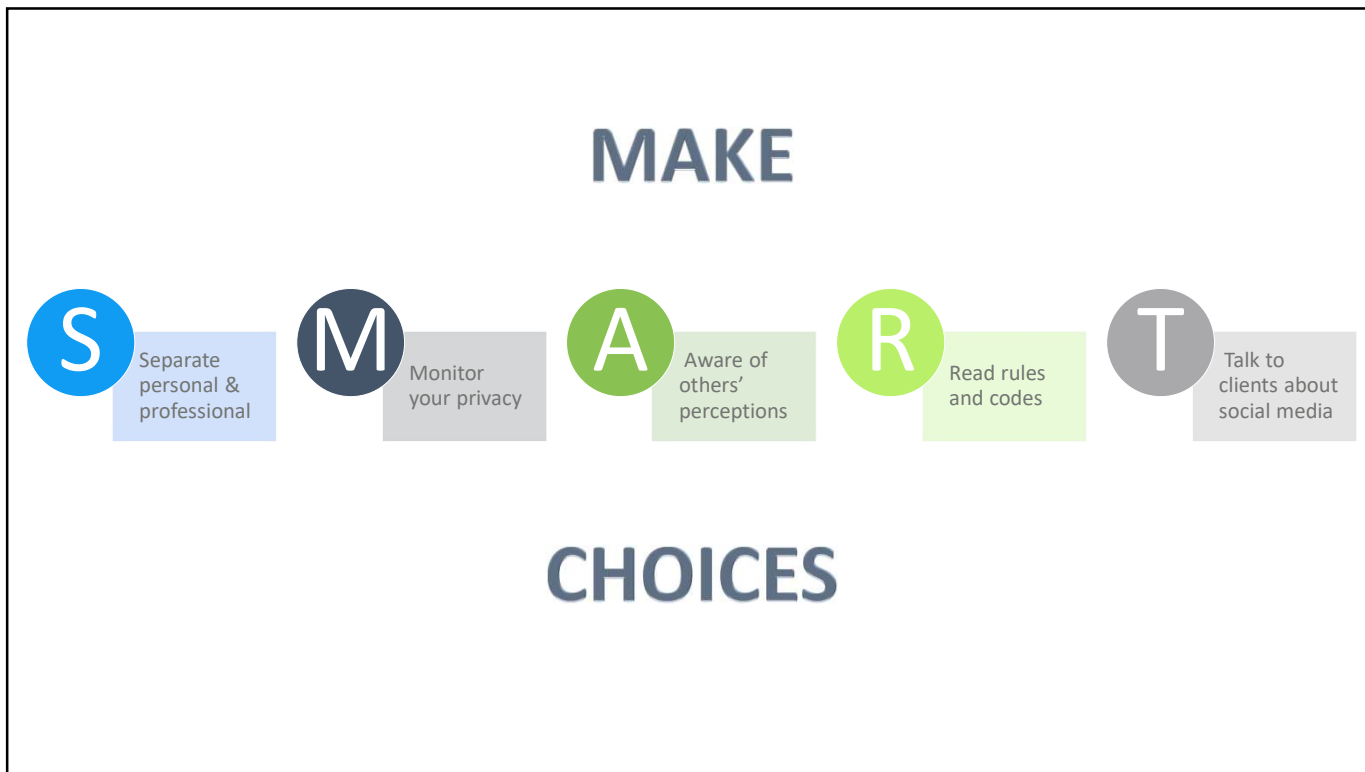 MAKE
S
Separate
personal &
professional
M
Monitor
your privacy
A
Aware of
others’
perceptions
R
Read rules
and codes
T
Talk to
clients about
social media
CHOICES